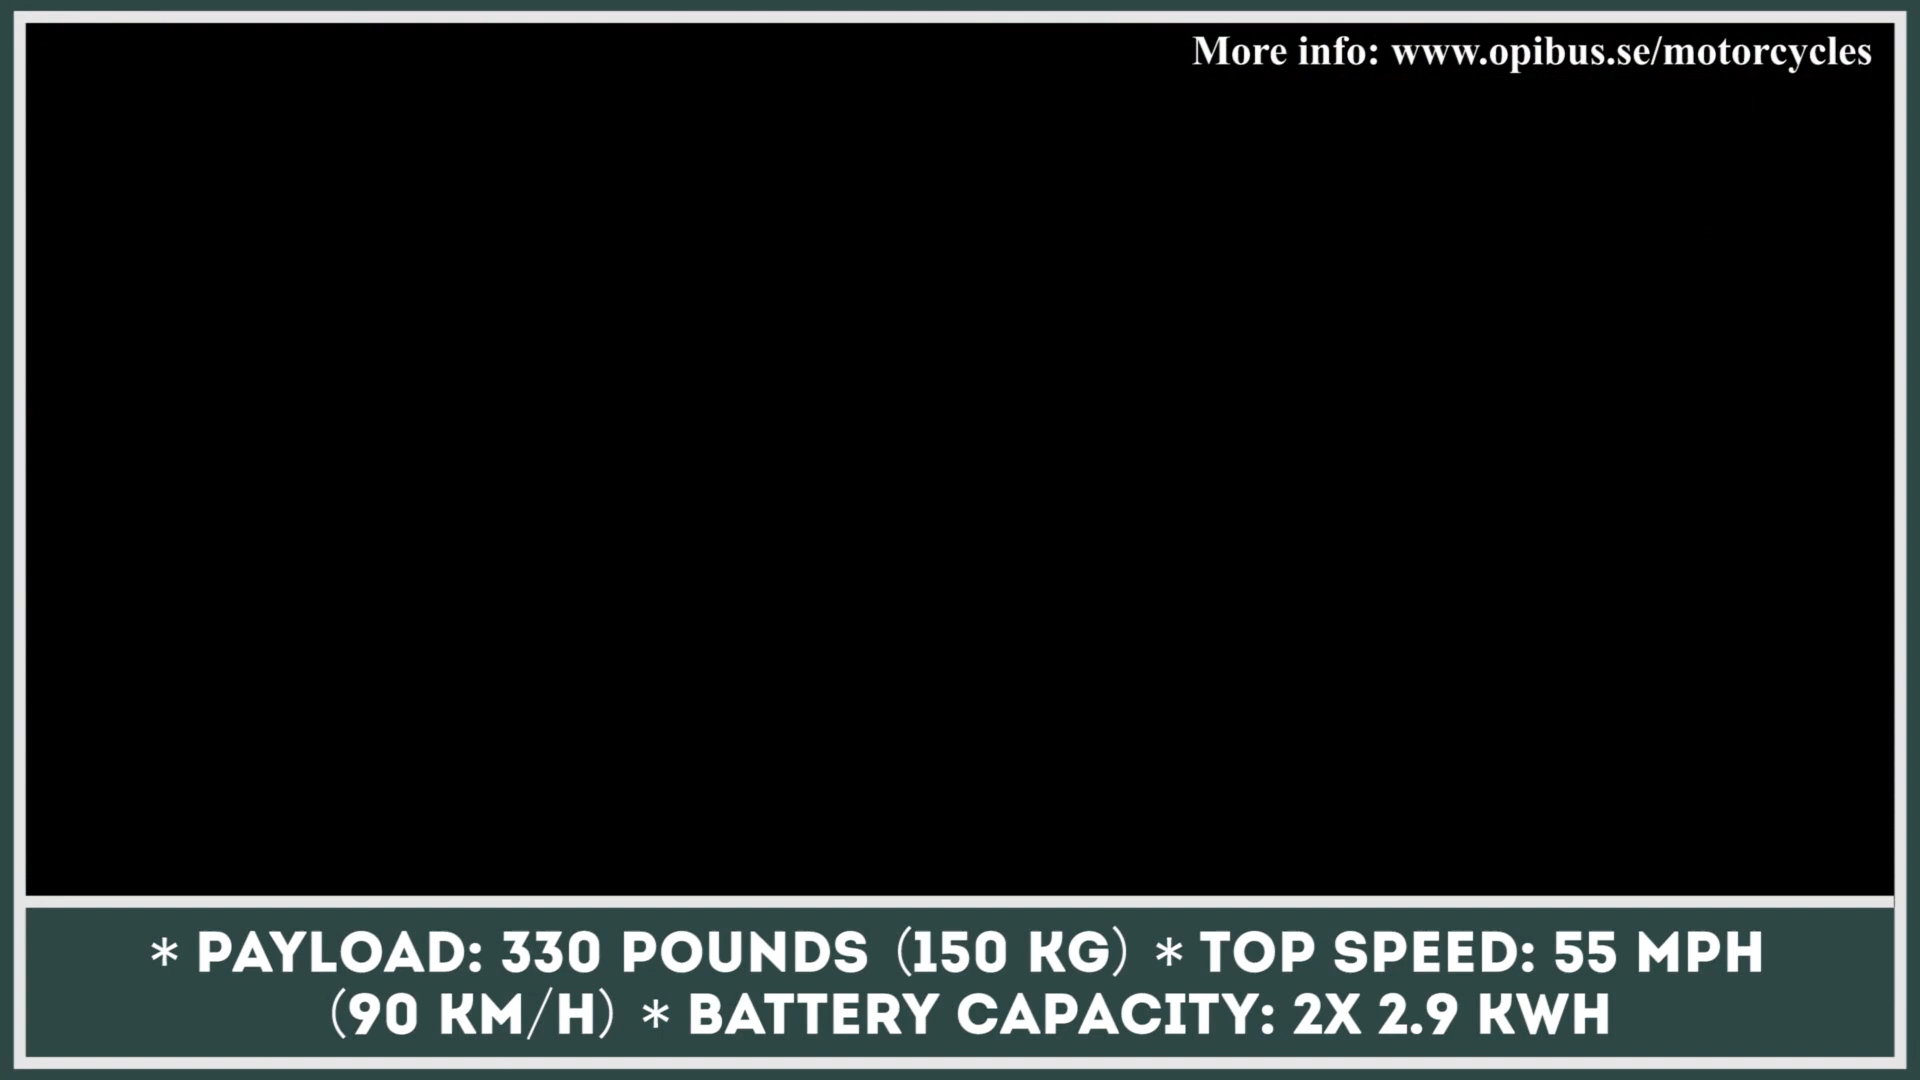 More info: www.opibus.se/motorcycles
* PAYLOAD: 330 POUNDS (150 KG) * TOP SPEED: 55 MPH
(90 KM/H) * BATTERY CAPACITY: 2X 2.9 KWH